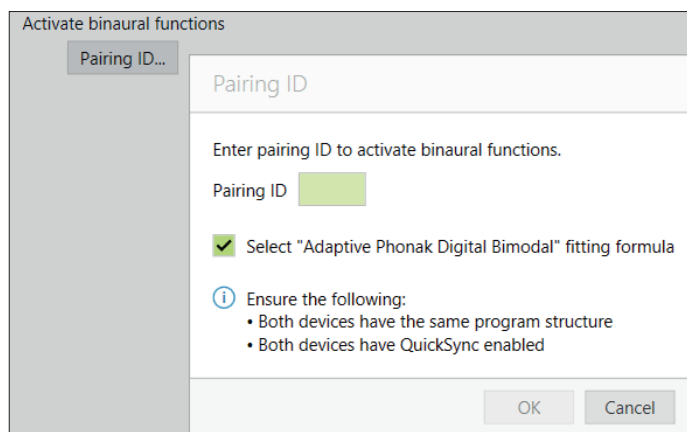 Activate binaural functions
Pairing ID...
Pairing ID
Enter pairing ID to activate binaural functions.
Pairing ID
Select "Adaptive Phonak Digital Bimodal" fitting formula
Ensure the following:
• Both devices have the same program structure
• Both devices have QuickSync enabled
OK Cancel